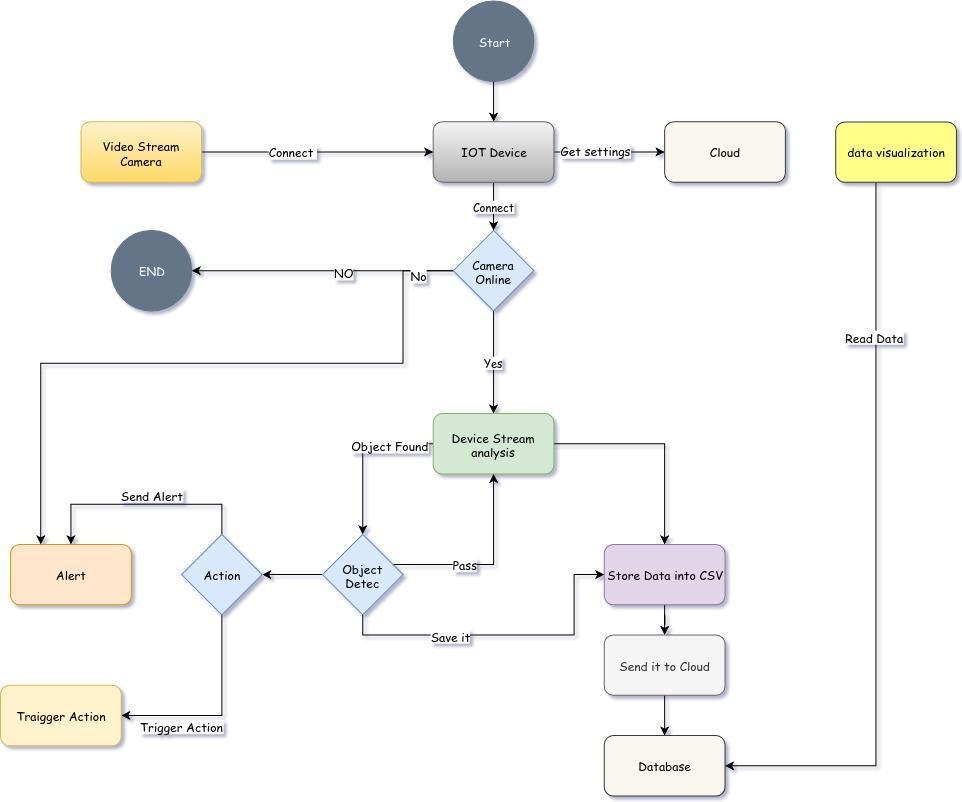 Start
Video Stream
Camera
Connect
IOT Device
Get settings
Cloud
data visualization
Connect
END
NO
No
Camera
Online
Read Data
Yes
Object Found
Device Stream
analysis
Send Alert
Alert
Action
Object
Detec
Pass
Store Data into CSV
Save it
Send it to Cloud
Traigger Action
Trigger Action
Database